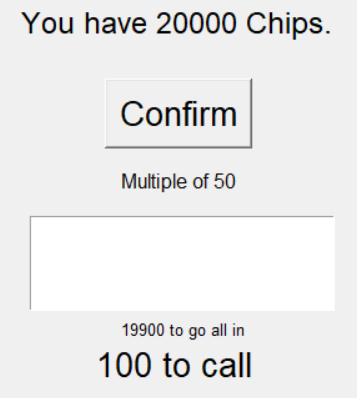 You have 20000 Chips.
Confirm
Multiple of 50
19900 to go all in
100 to call